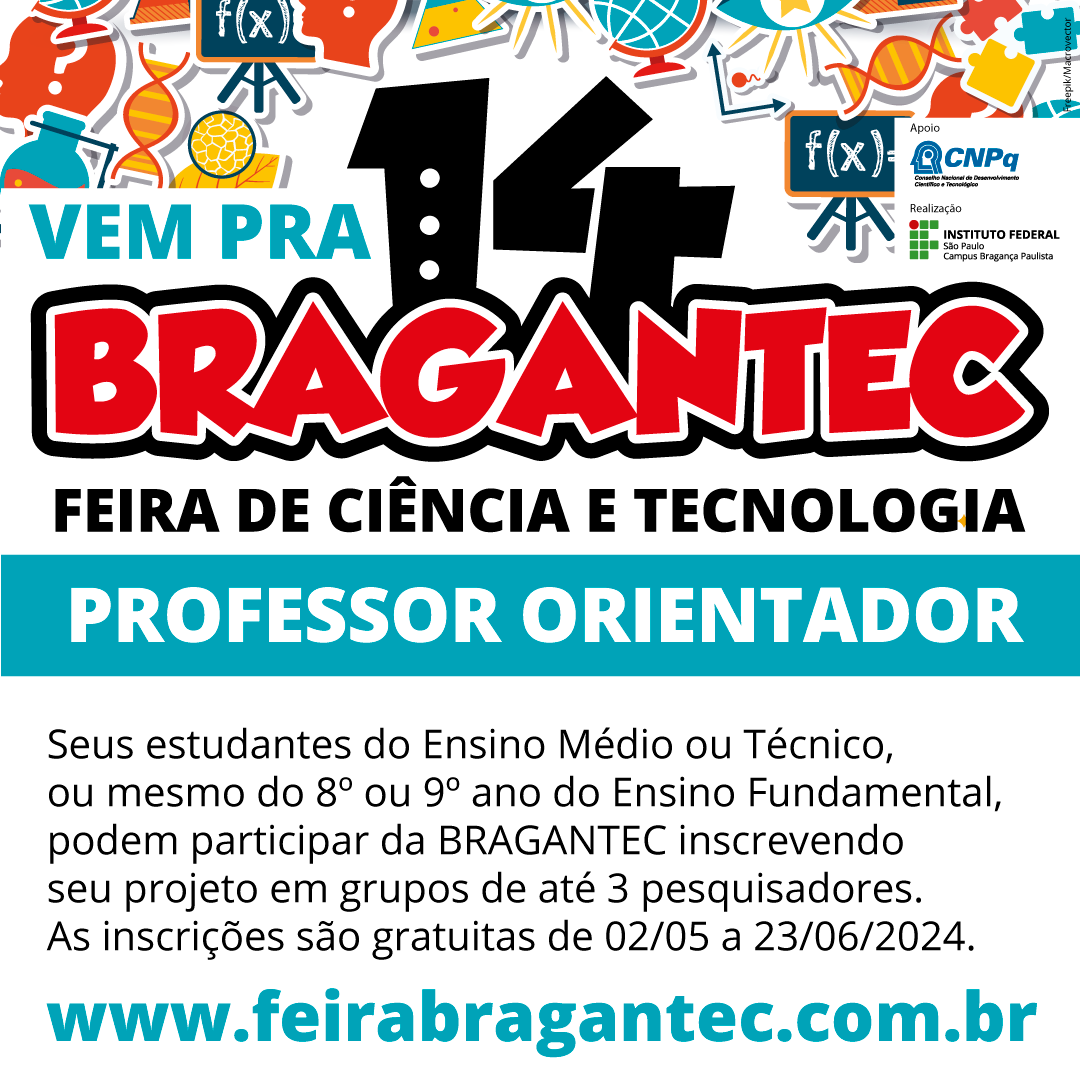 f(x)
Freepik/Macrovector
14
f(x)=
Apoio
CNPq
Conselho Nacional de Desenvolvimento
Científico e Tecnológico
Realização
INSTITUTO FEDERAL
São Paulo
Campus Bragança Paulista
VEM PRA
BRAGANTEC
FEIRA DE CIÊNCIA E TECNOLOGIA
PROFESSOR ORIENTADOR
Seus estudantes do Ensino Médio ou Técnico,
ou mesmo do 8º ou 9º ano do Ensino Fundamental,
podem participar da BRAGANTEC inscrevendo
seu projeto em grupos de até 3 pesquisadores.
As inscrições são gratuitas de 02/05 a 23/06/2024.
www.feirabragantec.com.br